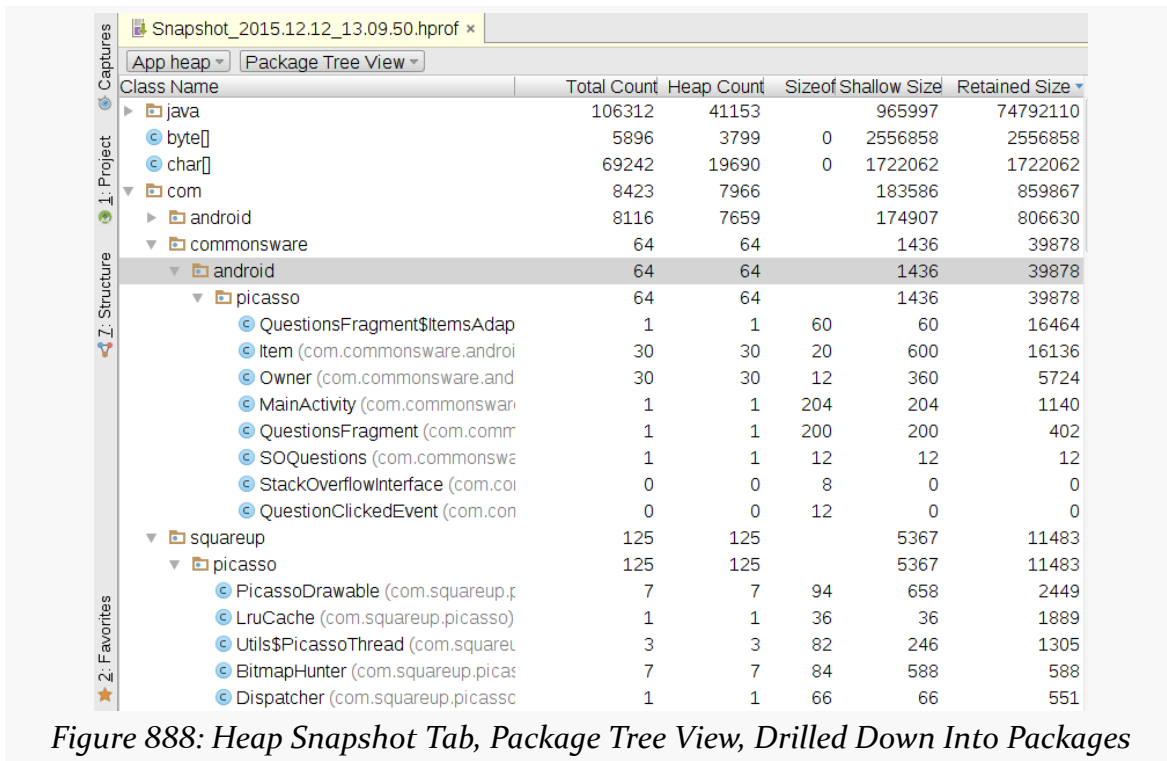 Snapshot_2015.12.12_13.09.50.hprof ×
App heap Package Tree View
Class Name Total Count Heap Count Sizeof Shallow Size Retained Size
java 106312 41153 965997 74792110
byte[] 5896 3799 0 2556858 2556858
char[] 69242 19690 0 1722062 1722062
com 8423 7966 183586 859867
android 8116 7659 174907 806630
commonsware 64 64 1436 39878
android 64 64 1436 39878
picasso 64 64 1436 39878
QuestionsFragment$ItemsAdap 1 1 60 60 16464
Item (com.commonsware.androi 30 30 20 600 16136
Owner (com.commonsware.and 30 30 12 360 5724
MainActivity (com.commonsware 1 1 204 204 1140
QuestionsFragment (com.comm 1 1 200 200 402
SOQuestions (com.commonswa 1 1 12 12 12
StackOverflowInterface (com.cor 0 0 8 0 0
QuestionClickedEvent (com.con 0 0 12 0 0
squareup 125 125 5367 11483
picasso 125 125 5367 11483
PicassoDrawable (com.squareup.p 7 7 94 658 2449
LruCache (com.squareup.picasso) 1 1 36 36 1889
Utils$PicassoThread (com.squareu 3 3 82 246 1305
BitmapHunter (com.squareup.picas 7 7 84 588 588
Dispatcher (com.squareup.picasso 1 1 66 66 551
Captures
1: Project
7: Structure
2: Favorites
Figure 888: Heap Snapshot Tab, Package Tree View, Drilled Down Into Packages